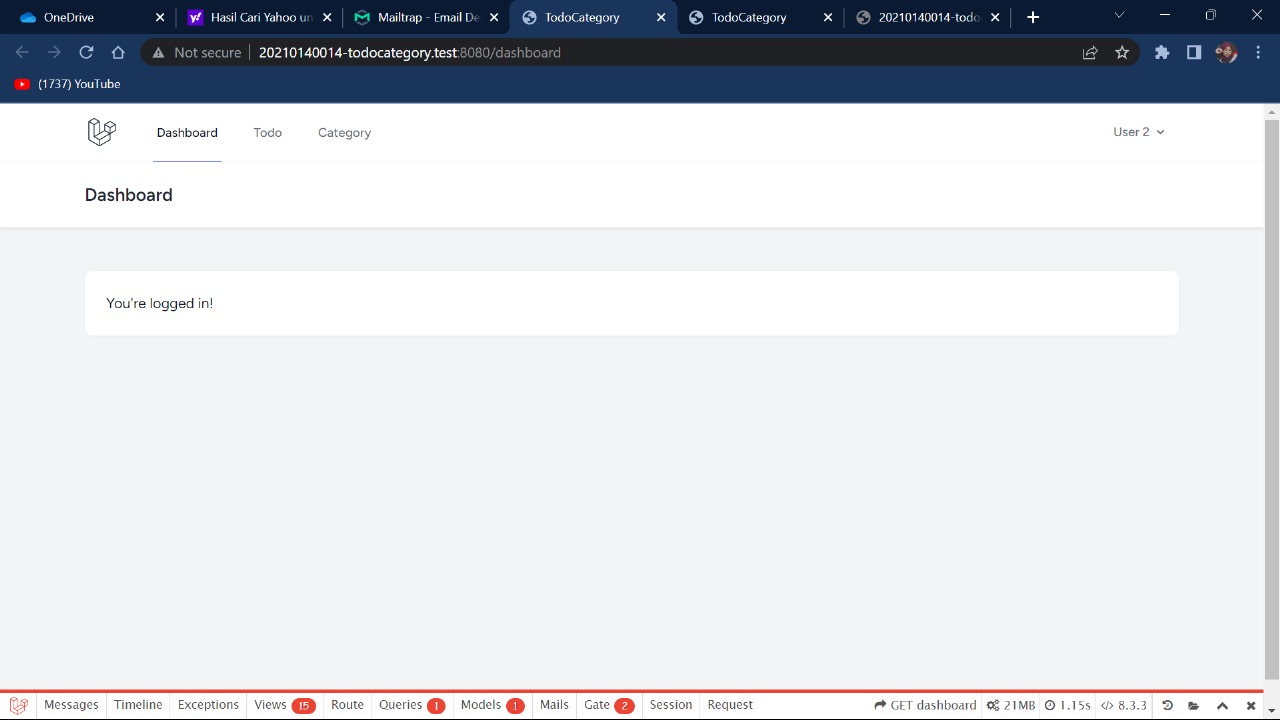 OneDrive Hasil Cari Yahoo un Mailtrap - Email De TodoCategory TodoCategory 20210140014-todo
Not secure 20210140014-todocategory.test:8080/dashboard
(1737) YouTube
Dashboard Todo Category User 2
Dashboard
You're logged in!
Messages Timeline Exceptions Views 15 Route Queries 1 Models 1 Mails Gate 2 Session Request GET dashboard 21MB 1.15s 8.3.3